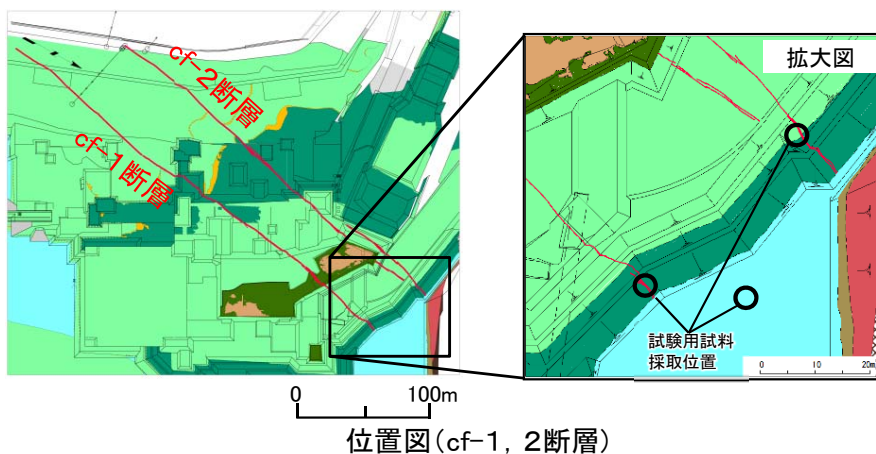 cf-2断層
cf-1断層
拡大図
試験用試料
採取位置
0 10 20m
0 100m
位置図(cf-1, 2断層)